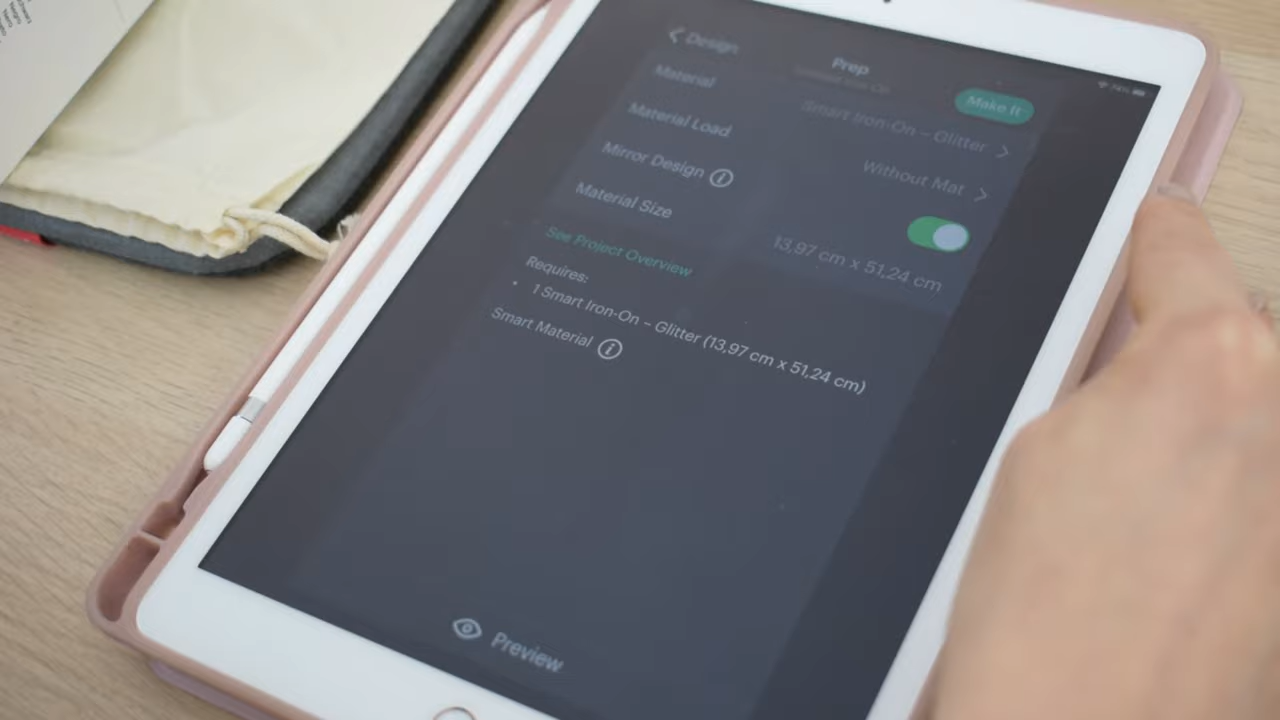 Design
Prep
Make It
74%
Material
Smart Iron-On – Glitter
Material Load
Without Mat
Mirror Design
Material Size
13,97 cm x 51,24 cm
See Project Overview
Requires:
• 1 Smart Iron-On – Glitter (13,97 cm x 51,24 cm)
Smart Material
Preview